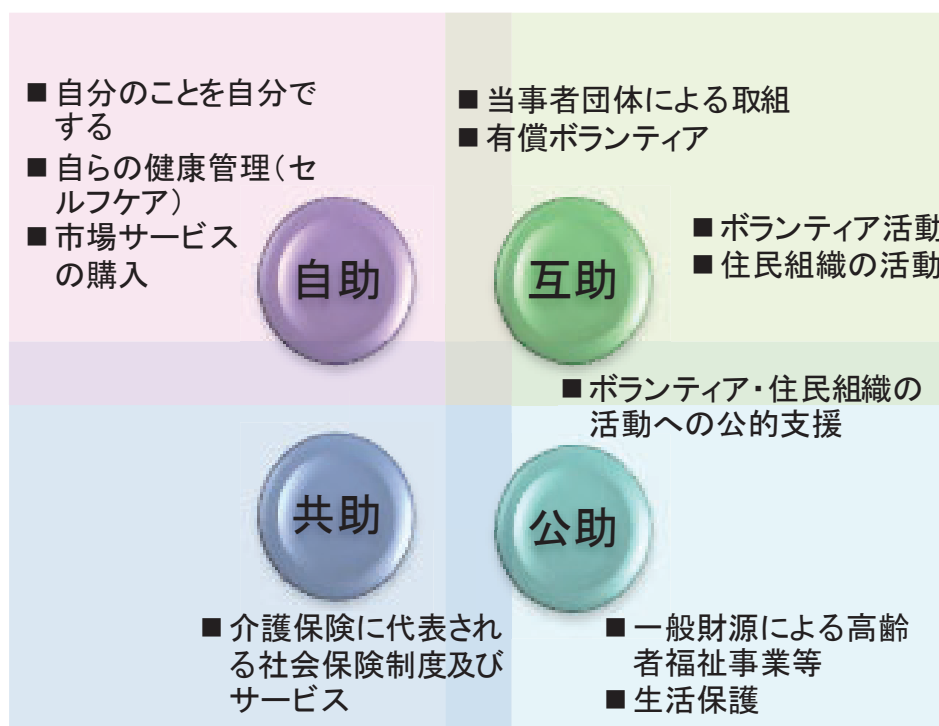 ■ 自分のことを自分で
する
■ 自らの健康管理(セ
ルフケア)
■ 市場サービス
の購入
自助
■ 当事者団体による取組
■ 有償ボランティア
■ ボランティア活動
■ 住民組織の活動
互助
■ ボランティア・住民組織の
活動への公的支援
共助
■ 介護保険に代表され
る社会保険制度及び
サービス
公助
■ 一般財源による高齢
者福祉事業等
■ 生活保護